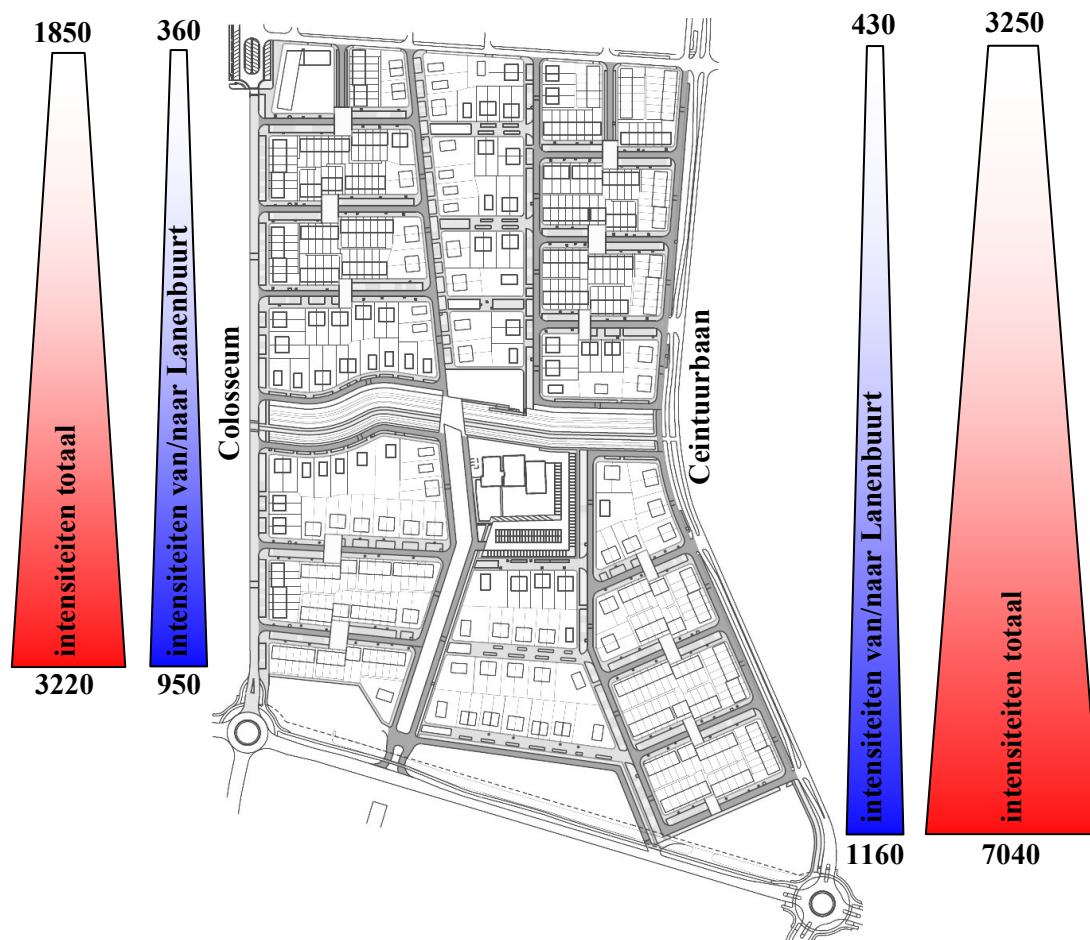 1850
360
430
3250
intensiteiten totaal
intensiteiten van/naar Lanenbuurt
Colosseum
Ceintuurbaan
intensiteiten van/naar Lanenbuurt
intensiteiten totaal
3220
950
1160
7040